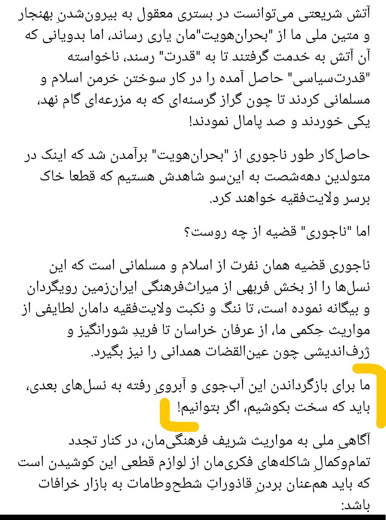 آتش شریعتی می‌توانست در بستری معقول به بیرون‌شدنِ بهنجار
و متین ملی ما از "بحران‌هویت"مان یاری رساند، اما بدویانی که
آن آتش به خدمت گرفتند تا به "قدرت" رسند، ناخواسته
"قدرت‌سیاسی" حاصل آمده را در کار سوختن خرمن اسلام و
مسلمانی کردند تا چون گراز گرسنه‌ای که به مزرعه‌ای گام نهد،
یکی خوردند و صد پامال نمودند!
حاصل‌کار طور ناجوری از "بحران‌هویت" برآمدن شد که اینک در
متولدین دهه‌شصت به این‌سو شاهدش هستیم که قطعا خاک
برسر ولایت‌فقیه خواهند کرد.
اما "ناجوری" قضیه از چه روست؟
ناجوری قضیه همان نفرت از اسلام و مسلمانی است که این
نسل‌ها را از بخش فربهی از میراث‌فرهنگی ایران‌زمین رویگردان
و بیگانه نموده است، تا ننگ و نکبت ولایت‌فقیه دامان لطایفی از
مواریث حِکمی ما، از عرفان خراسان تا فریدِ شورانگیز و
ژرف‌اندیشی چون عین‌القضات همدانی را نیز بگیرد.
ما برای بازگرداندن این آب‌جوی و آبروی رفته به نسل‌های بعدی،
باید که سخت بکوشیم، اگر بتوانیم!
آگاهیِ ملی به مواریث شریف فرهنگی‌مان، در کنار تجدد
تمام‌وکمالِ شاکله‌های فکری‌مان از لوازم قطعی این کوشیدن است
که باید هم‌عنان بردنِ قاذوراتِ شطح‌وطامات به بازار خرافات
باشد: